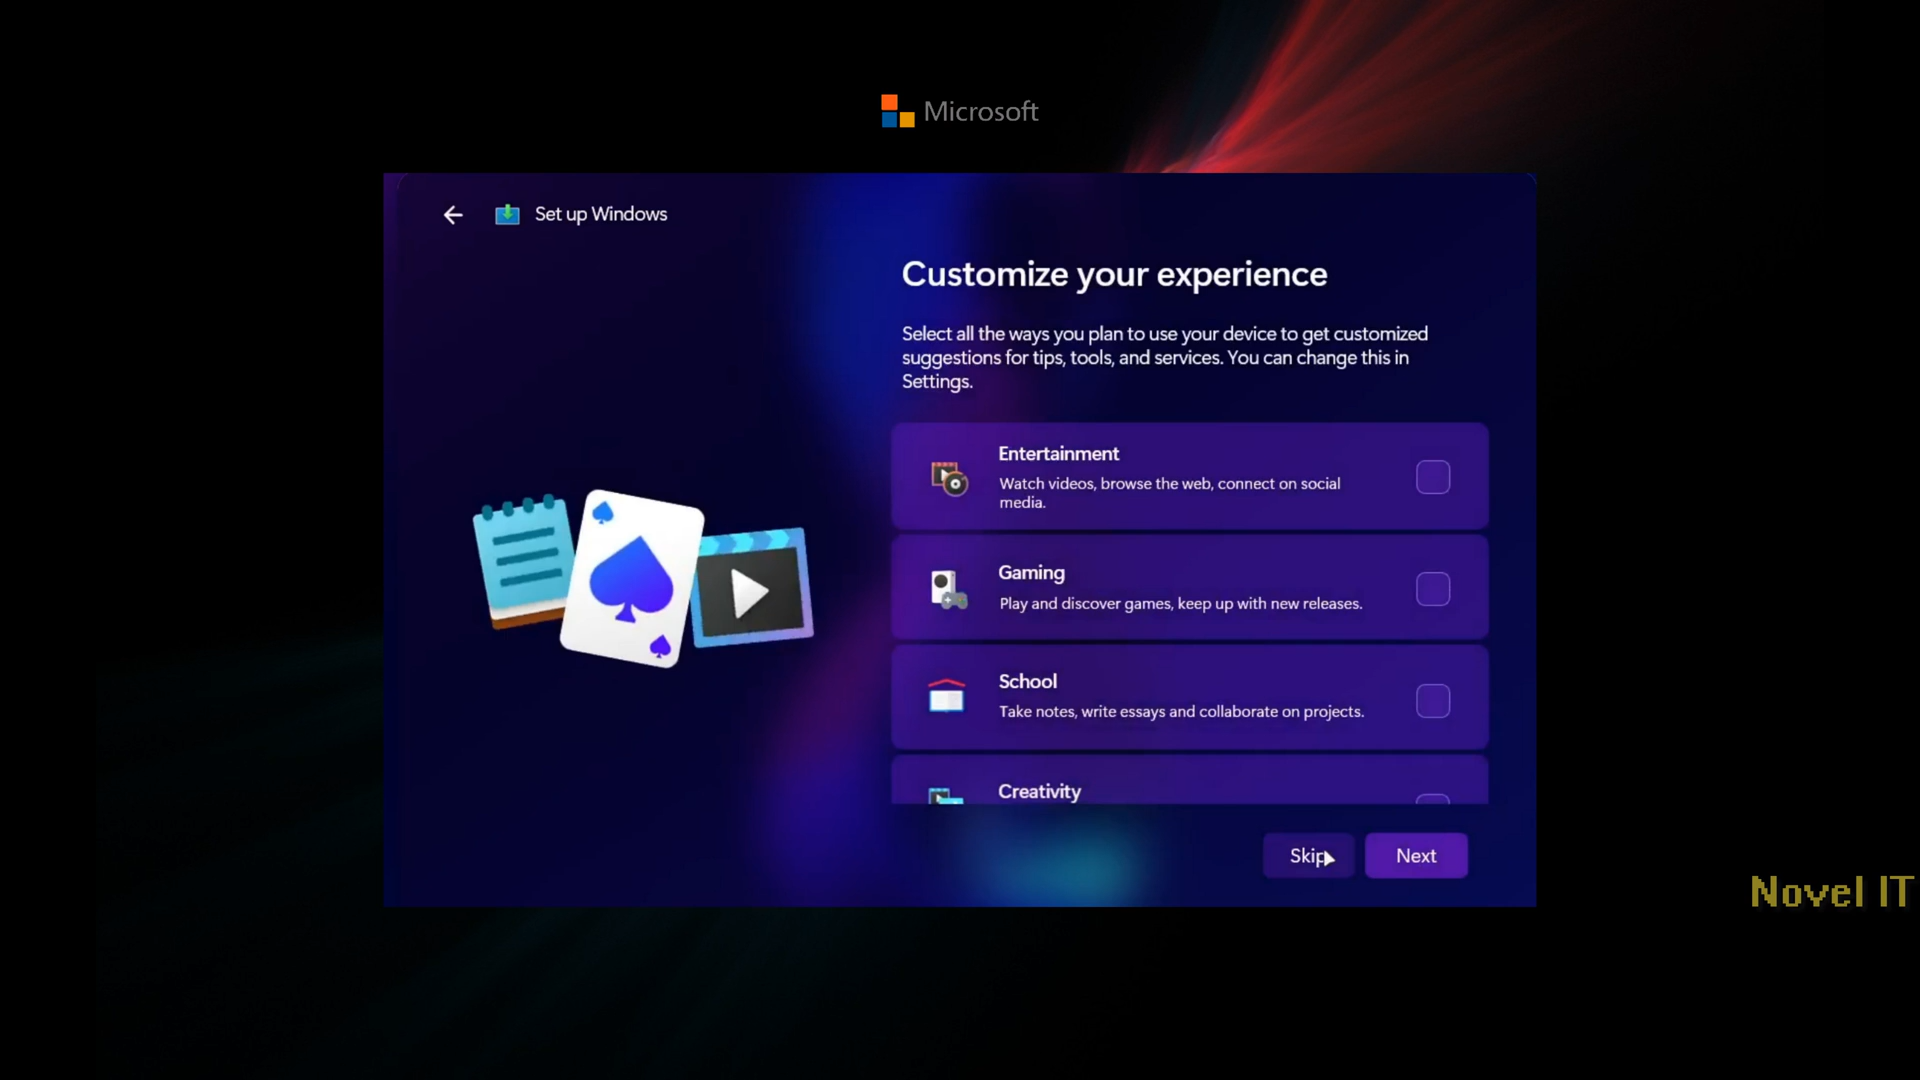 Microsoft
Set up Windows
Customize your experience
Select all the ways you plan to use your device to get customized
suggestions for tips, tools, and services. You can change this in
Settings.
Entertainment
Watch videos, browse the web, connect on social
media.
Gaming
Play and discover games, keep up with new releases.
School
Take notes, write essays and collaborate on projects.
Creativity
Skip
Next
Novel IT